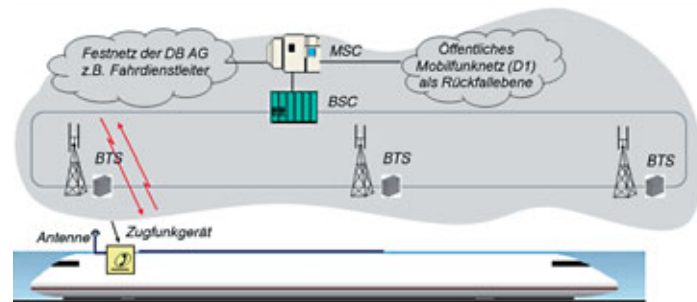 Festnetz der DB AG
z.B. Fahrdienstleiter
MSC
Öffentliches
Mobilfunknetz (D1)
als Rückfallebene
BSC
BTS
BTS
BTS
Antenne
Zugfunkgerät